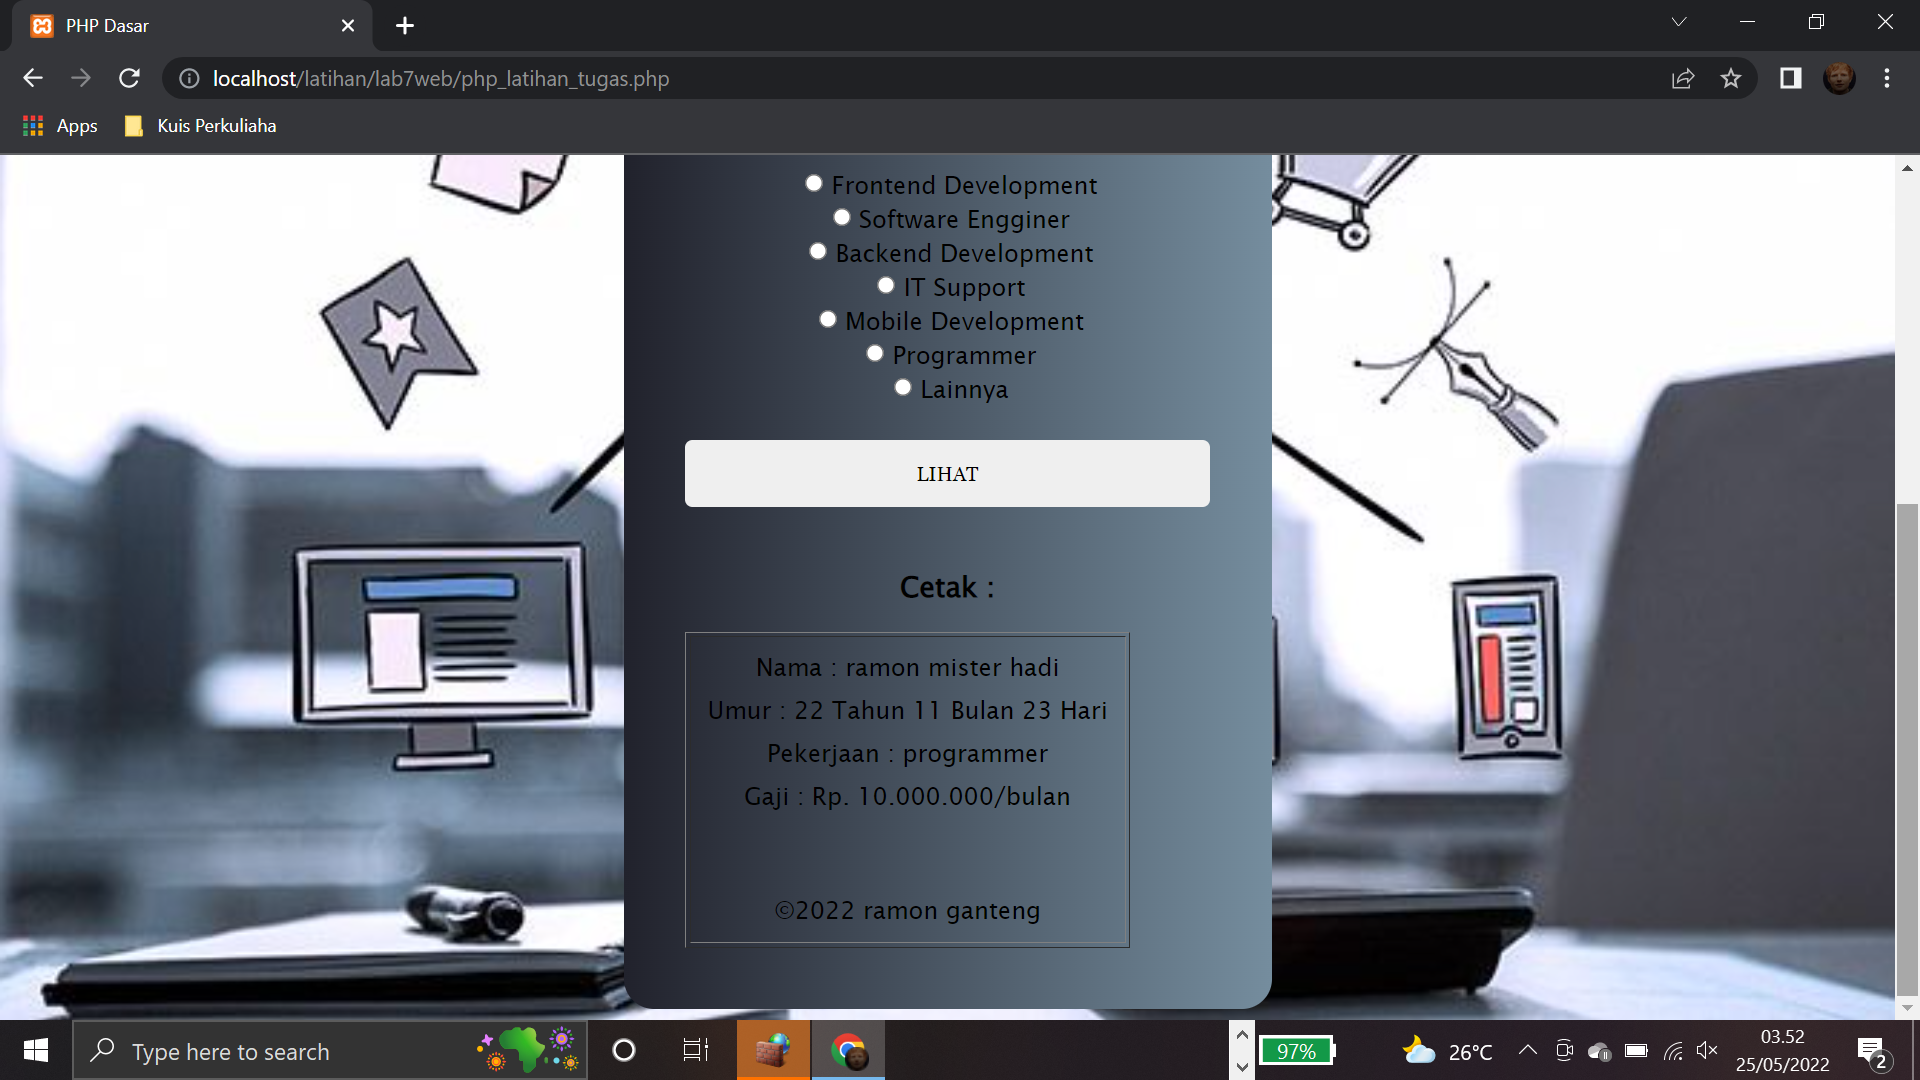 PHP Dasar
localhost/latihan/lab7web/php_latihan_tugas.php
Apps
Kuis Perkuliaha
Frontend Development
Software Engginer
Backend Development
IT Support
Mobile Development
Programmer
Lainnya
LIHAT
Cetak :
Nama : ramon mister hadi
Umur : 22 Tahun 11 Bulan 23 Hari
Pekerjaan : programmer
Gaji : Rp. 10.000.000/bulan
©2022 ramon ganteng
Type here to search
97%
26°C
03.52
25/05/2022
2